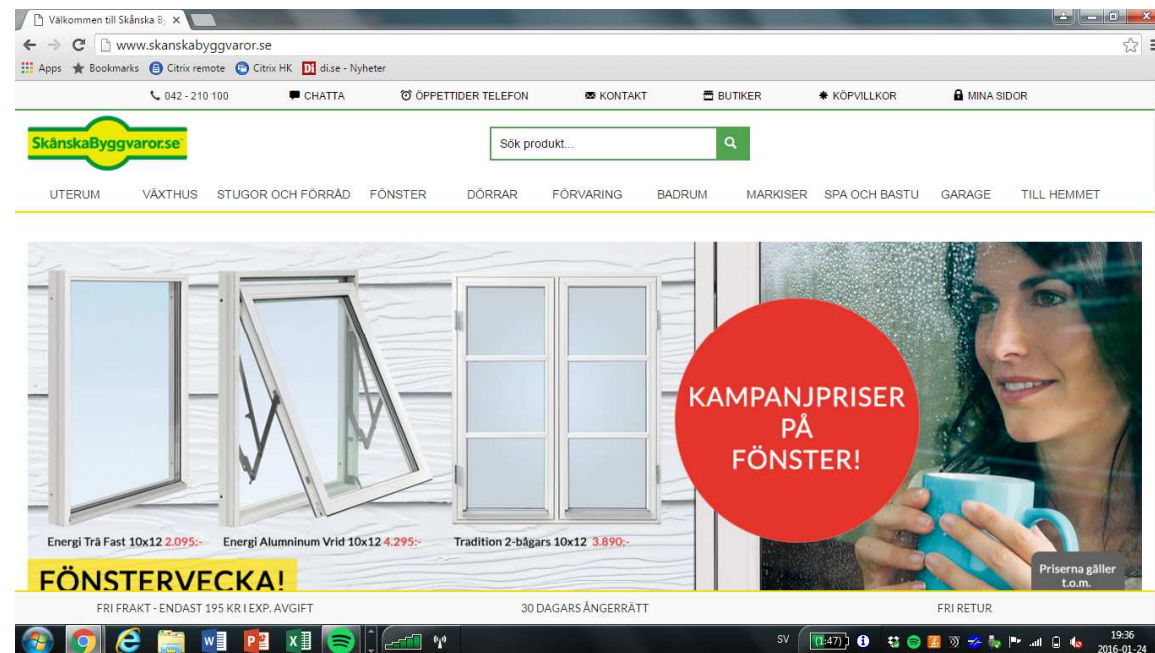 Välkommen till Skånska B
www.skanskabyggvaror.se
Apps Bookmarks Citrix remote Citrix HK Di di.se - Nyheter
042 - 210 100 CHATTA ÖPPETTIDER TELEFON KONTAKT BUTIKER KÖPVILLKOR MINA SIDOR
SkånskaByggvaror.se
Sök produkt...
UTERUM VÄXTHUS STUGOR OCH FÖRRÅD FÖNSTER DÖRRAR FÖRVARING BADRUM MARKISER SPA OCH BASTU GARAGE TILL HEMMET
KAMPANJPRISER
PÅ
FÖNSTER!
Energi Trä Fast 10x12 2.095:- Energi Alumninum Vrid 10x12 4.295:- Tradition 2-bågars 10x12 3.890:-
FÖNSTERVECKA!
Priserna gäller
t.o.m.
FRI FRAKT - ENDAST 195 KR I EXP. AVGIFT 30 DAGARS ÅNGERRÄTT FRI RETUR
SV (1:47) 19:36
2016-01-24